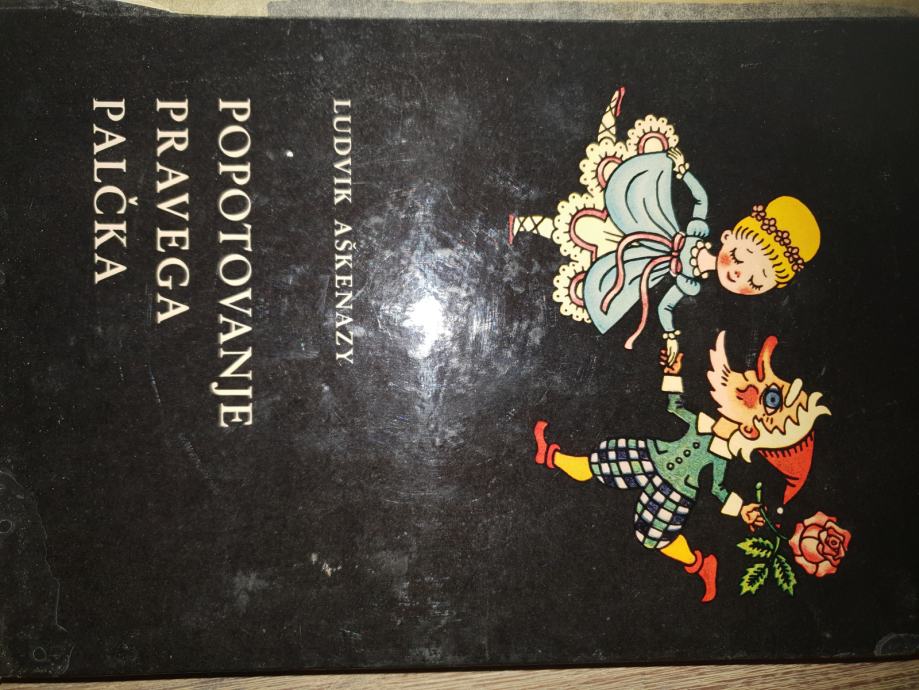 LUDVIK AŠKENAZY
POPOTOVANJE
PRAVEGA
PALČKA